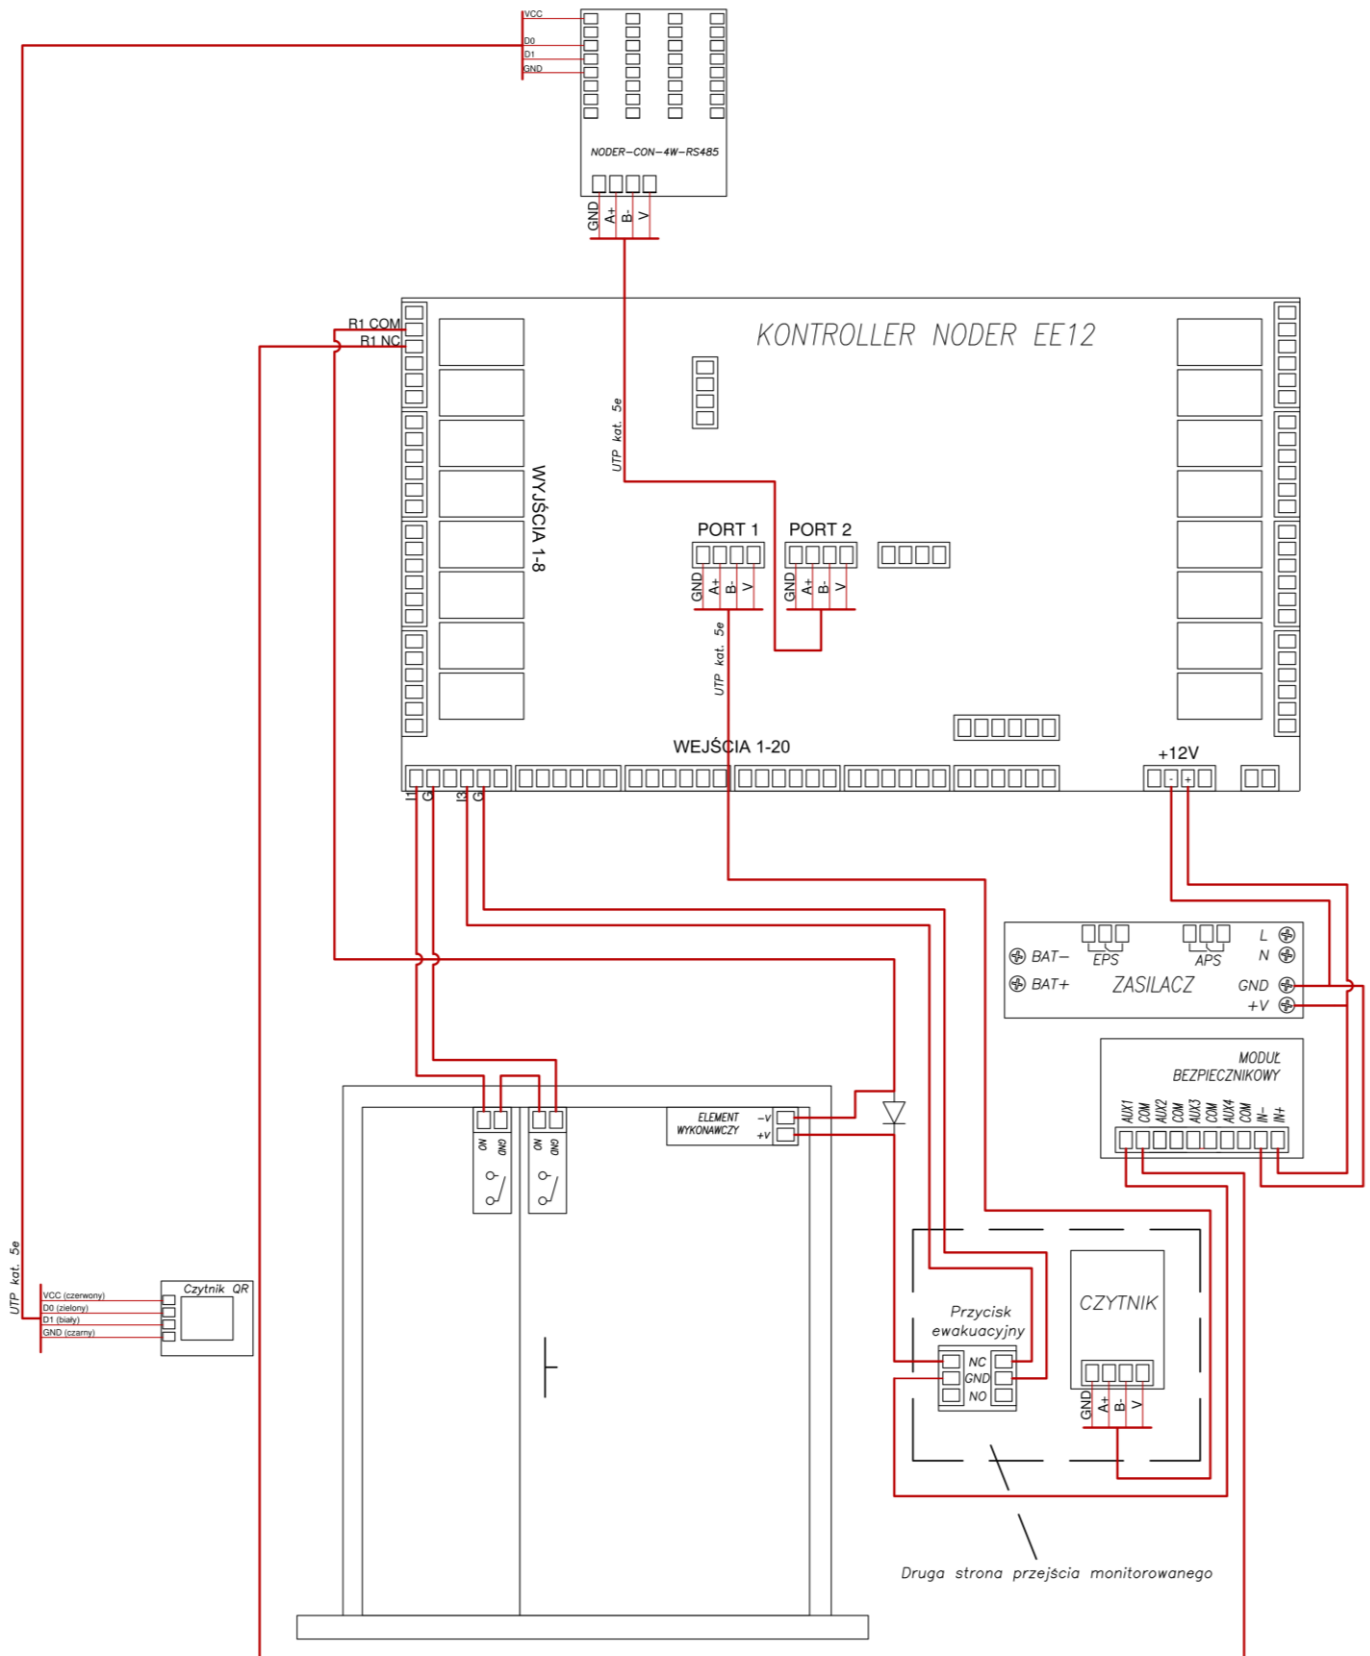 VCC
D0
D1
GND
NODER-CON-4W-RS485
GND
A+
B-
V
R1 COM
R1 NC
KONTROLLER NODER EE12
UTP kat. 5e
WYJŚCIA 1-8
PORT 1
PORT 2
GND
A+
B-
V
GND
A+
B-
V
UTP kat. 5e
WEJŚCIA 1-20
+12V
- +
I1
G
I3
G
BAT-
BAT+
EPS
APS
ZASILACZ
L
N
GND
+V
MODUŁ
BEZPIECZNIKOWY
AUX1
COM
AUX2
COM
AUX3
COM
AUX4
COM
IN-
IN+
NO
GND
NO
GND
ELEMENT
WYKONAWCZY
-V
+V
UTP kat. 5e
VCC (czerwony)
D0 (zielony)
D1 (biały)
GND (czarny)
Czytnik QR
Przycisk
ewakuacyjny
NC
GND
NO
CZYTNIK
GND
A+
B-
V
Druga strona przejścia monitorowanego